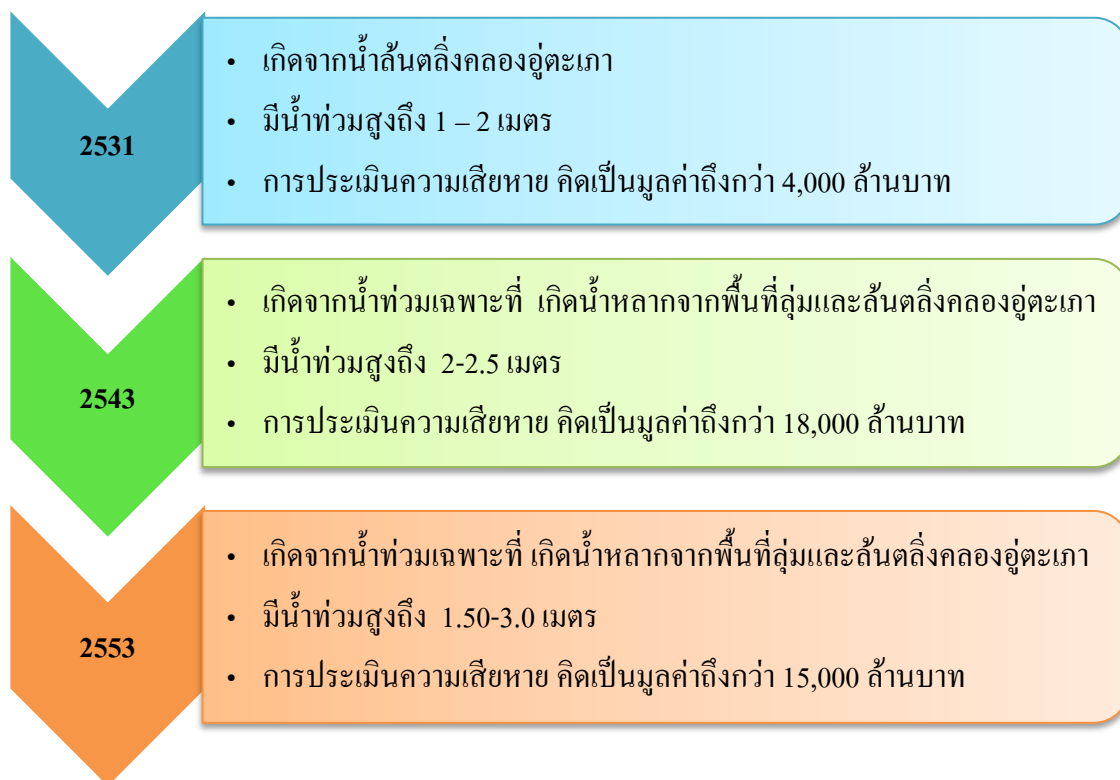 2531
• เกิดจากน้ำล้นตลิ่งคลองอู่ตะเภา
• มีน้ำท่วมสูงถึง 1 – 2 เมตร
• การประเมินความเสียหาย คิดเป็นมูลค่าถึงกว่า 4,000 ล้านบาท
2543
• เกิดจากน้ำท่วมเฉพาะที่ เกิดน้ำหลากจากพื้นที่ลุ่มและล้นตลิ่งคลองอู่ตะเภา
• มีน้ำท่วมสูงถึง 2-2.5 เมตร
• การประเมินความเสียหาย คิดเป็นมูลค่าถึงกว่า 18,000 ล้านบาท
2553
• เกิดจากน้ำท่วมเฉพาะที่ เกิดน้ำหลากจากพื้นที่ลุ่มและล้นตลิ่งคลองอู่ตะเภา
• มีน้ำท่วมสูงถึง 1.50-3.0 เมตร
• การประเมินความเสียหาย คิดเป็นมูลค่าถึงกว่า 15,000 ล้านบาท